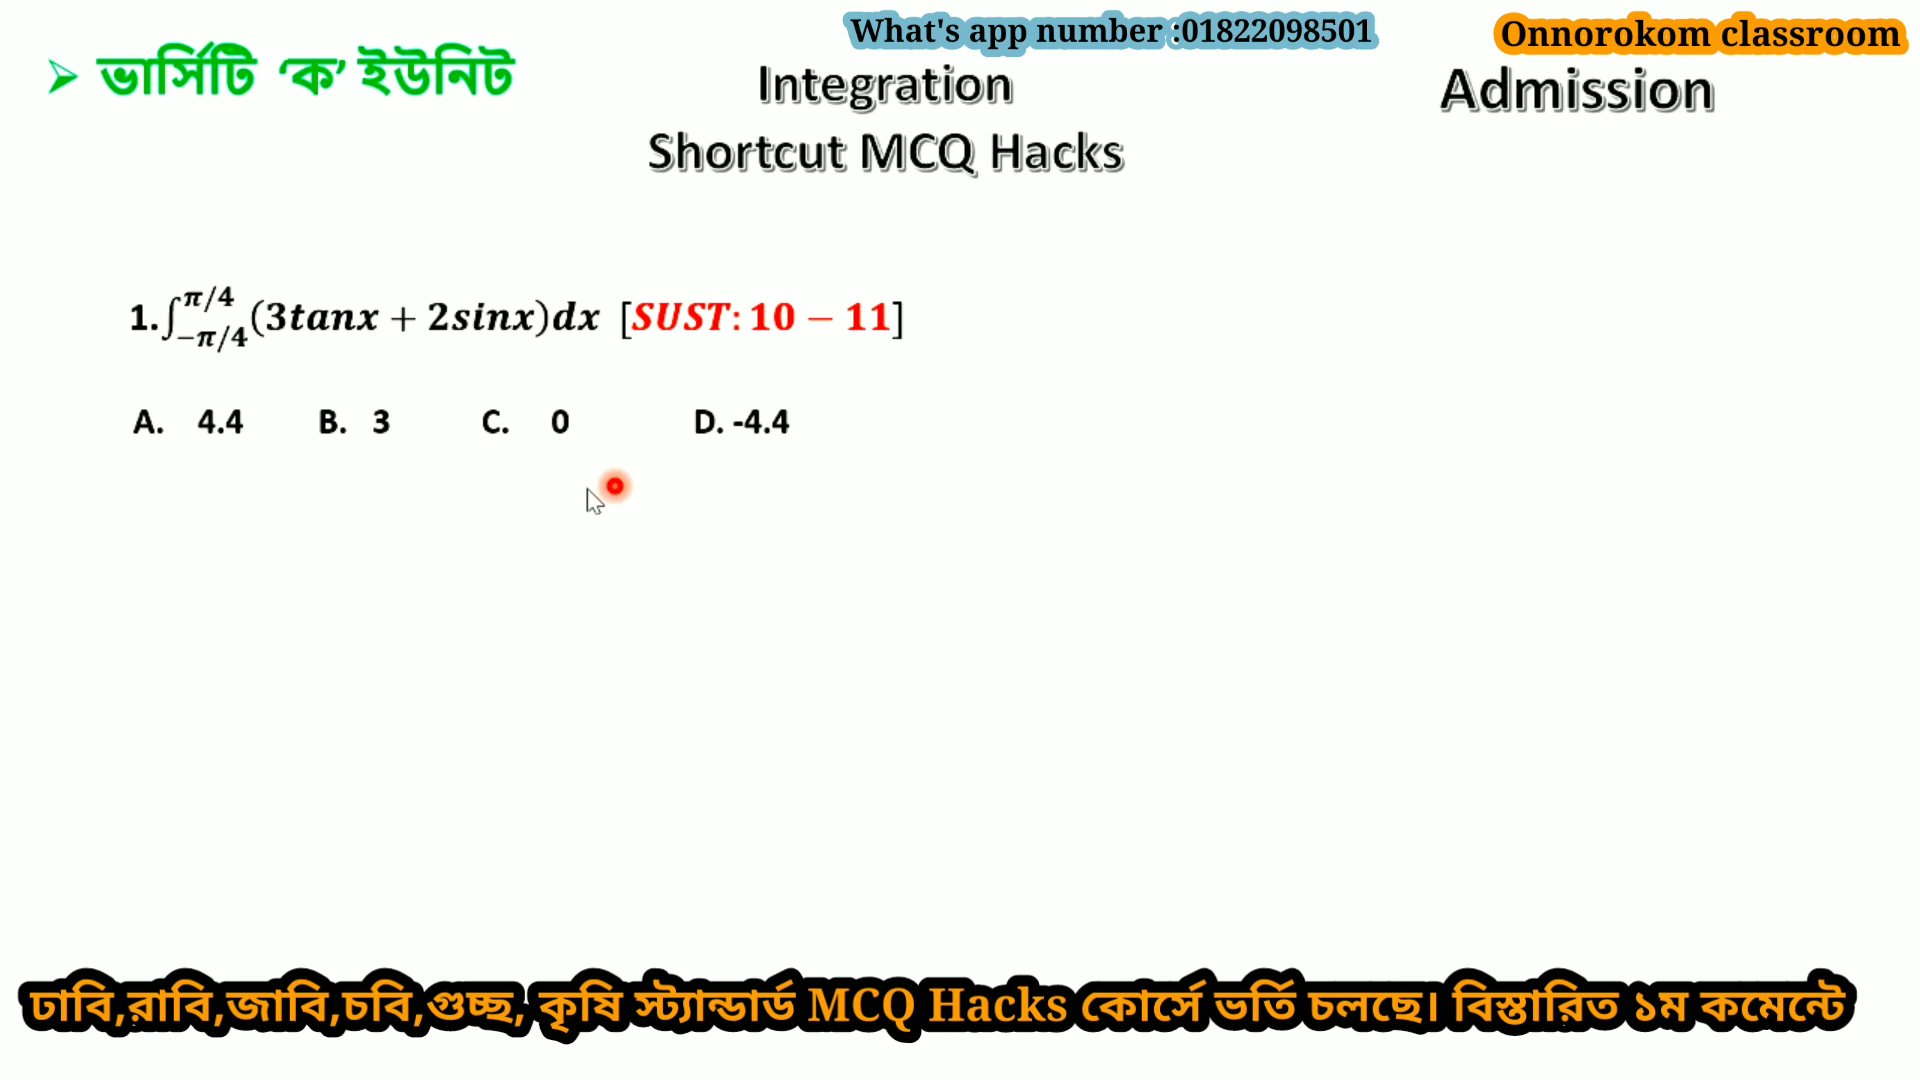 What's app number :01822098501
Onnorokom classroom
➢ ভার্সিটি ‘ক’ ইউনিট
Integration
Admission
Shortcut MCQ Hacks
1.∫_{-π/4}^{π/4}(3tanx + 2sinx)dx [SUST: 10 − 11]
A. 4.4 B. 3 C. 0 D. -4.4
ঢাবি,রাবি,জাবি,চবি,গুচ্ছ, কৃষি স্ট্যান্ডার্ড MCQ Hacks কোর্সে ভর্তি চলছে। বিস্তারিত ১ম কমেন্টে